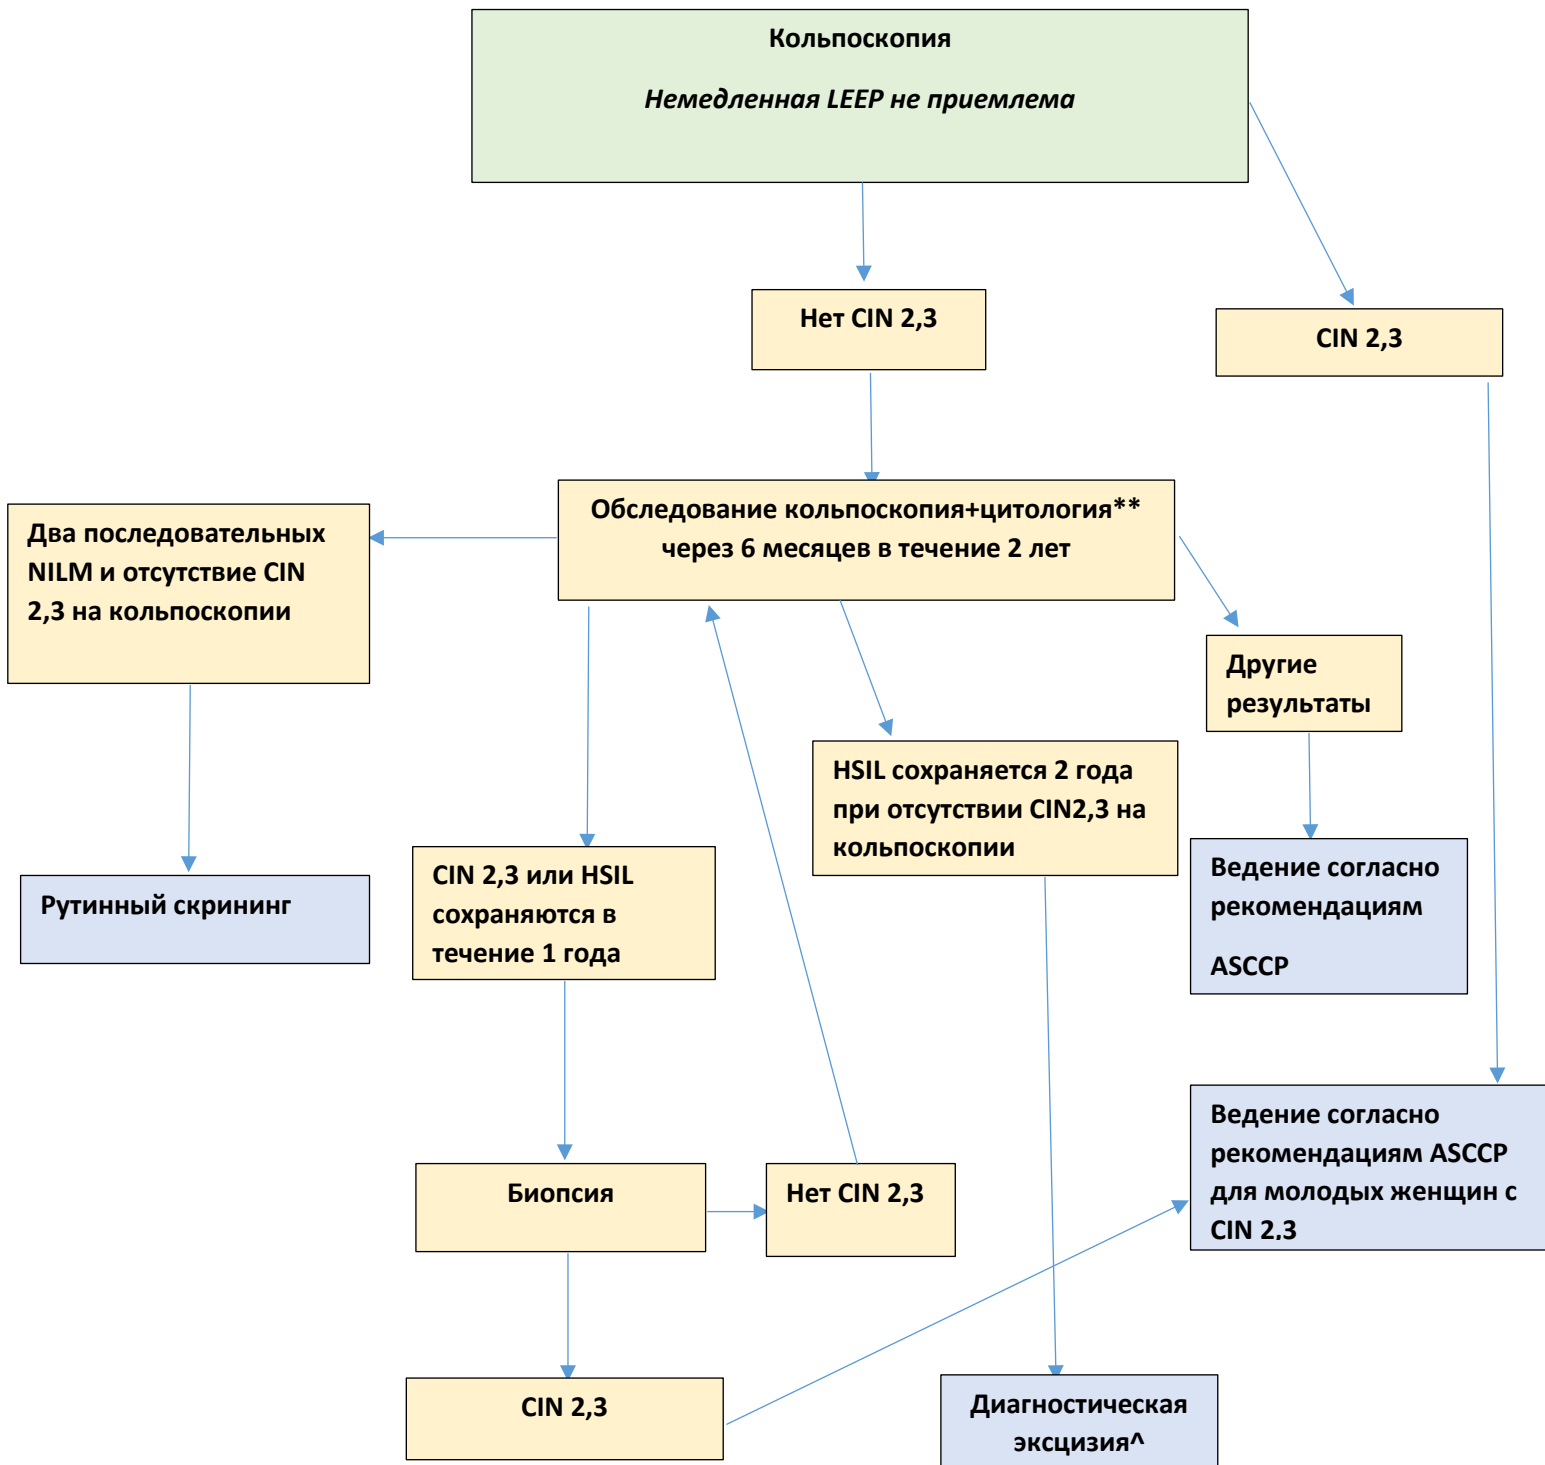 Кольпоскопия
Немедленная LEEP не приемлема
Нет CIN 2,3
CIN 2,3
Обследование кольпоскопия+цитология**
через 6 месяцев в течение 2 лет
Два последовательных
NILM и отсутствие CIN
2,3 на кольпоскопии
Другие
результаты
HSIL сохраняется 2 года
при отсутствии CIN2,3 на
кольпоскопии
CIN 2,3 или HSIL
сохраняются в
течение 1 года
Рутинный скрининг
Ведение согласно
рекомендациям
ASCCP
Ведение согласно
рекомендациям ASCCP
для молодых женщин с
CIN 2,3
Биопсия
Нет CIN 2,3
CIN 2,3
Диагностическая
эксцизия^